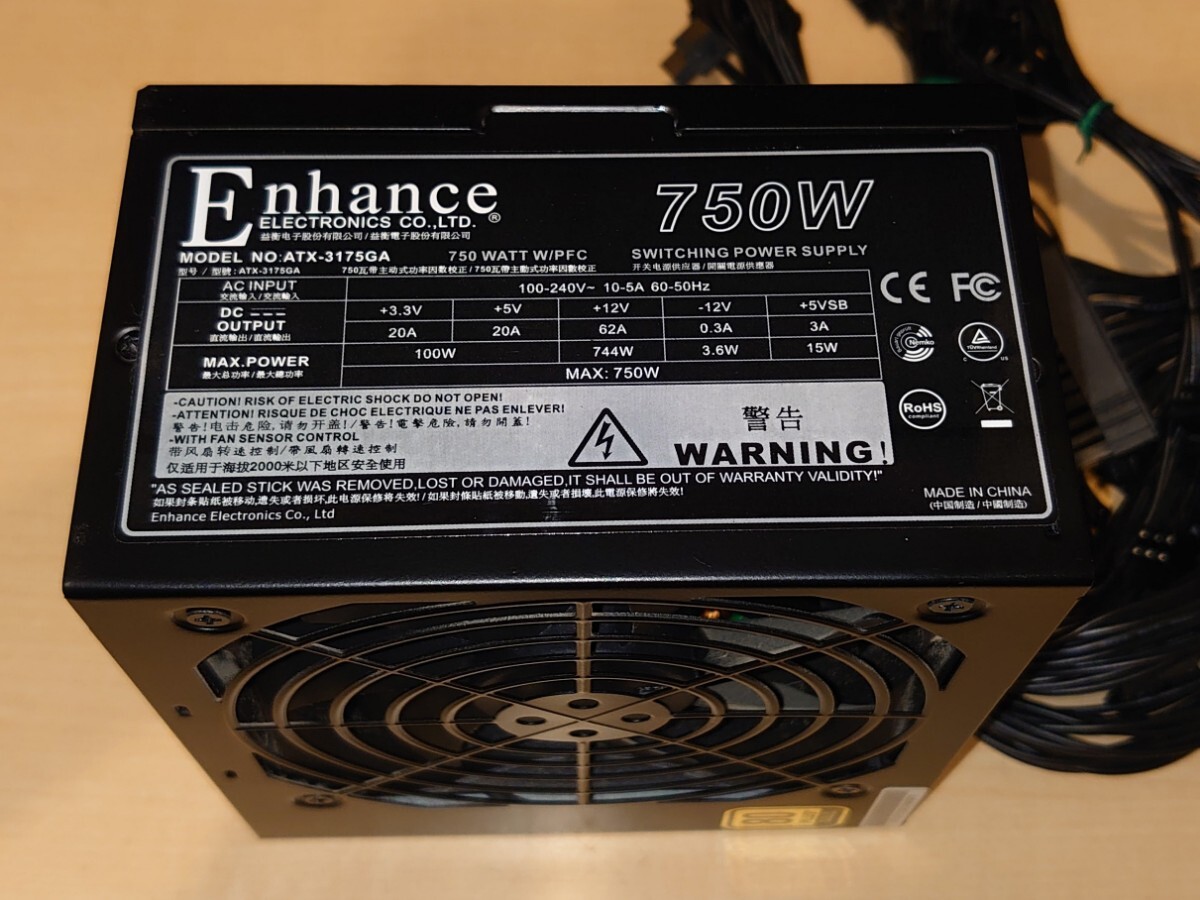 Enhance
ELECTRONICS CO.,LTD.®
益衡电子股份有限公司/益衡電子股份有限公司
750W
MODEL NO:ATX-3175GA 750 WATT W/PFC SWITCHING POWER SUPPLY
型号/型號:ATX-3175GA 750瓦带主动式功率因数校正/750瓦帶主動式功率因數校正 开关电源供应器/開關電源供應器
AC INPUT 100-240V~ 10-5A 60-50Hz
交流输入/交流輸入
DC +3.3V +5V +12V -12V +5VSB
OUTPUT 20A 20A 62A 0.3A 3A
直流输出/直流輸出
MAX.POWER 100W 744W 3.6W 15W
最大总功率/最大總功率 MAX: 750W
CE FC
Nemko
TÜVRheinland
C US
RoHS
compliant
-CAUTION! RISK OF ELECTRIC SHOCK DO NOT OPEN!
-ATTENTION! RISQUE DE CHOC ELECTRIQUE NE PAS ENLEVER!
警告!电击危险,请勿开盖!/警告!電擊危險,請勿開蓋!
-WITH FAN SENSOR CONTROL
带风扇转速控制/帶風扇轉速控制
仅适用于海拔2000米以下地区安全使用
警告
WARNING!
"AS SEALED STICK WAS REMOVED,LOST OR DAMAGED,IT SHALL BE OUT OF WARRANTY VALIDITY!"
如果封条贴纸被移动,遗失或者损坏,此电源保修将失效!/如果封條貼紙被移動,遺失或者損壞,此電源保修將失效!
Enhance Electronics Co., Ltd
MADE IN CHINA
(中国制造/中國製造)